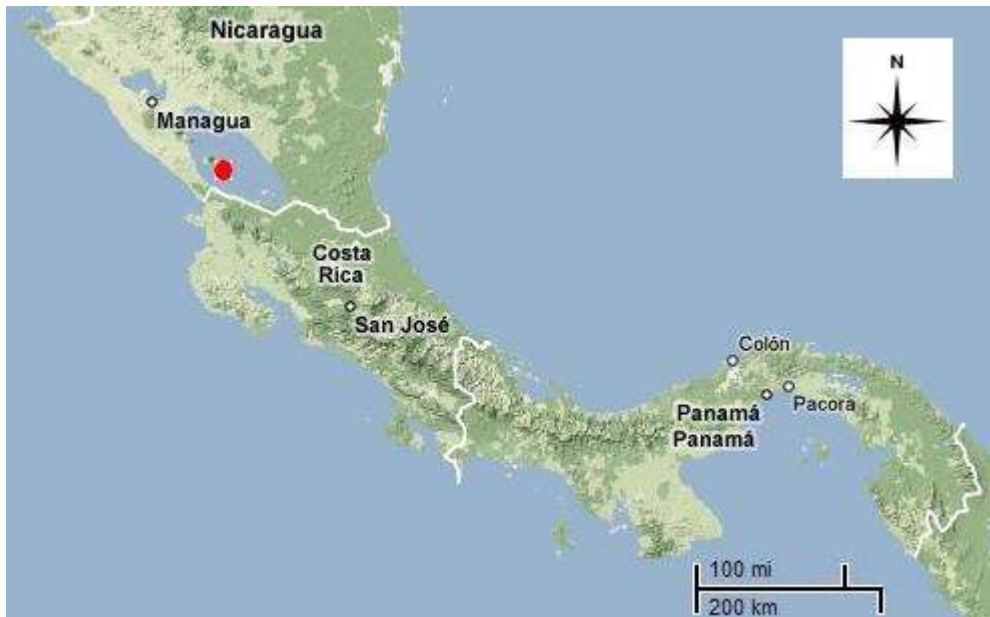 Nicaragua
N
Managua
Costa
Rica
San José
Colón
Pacora
Panamá
Panamá
100 mi
200 km